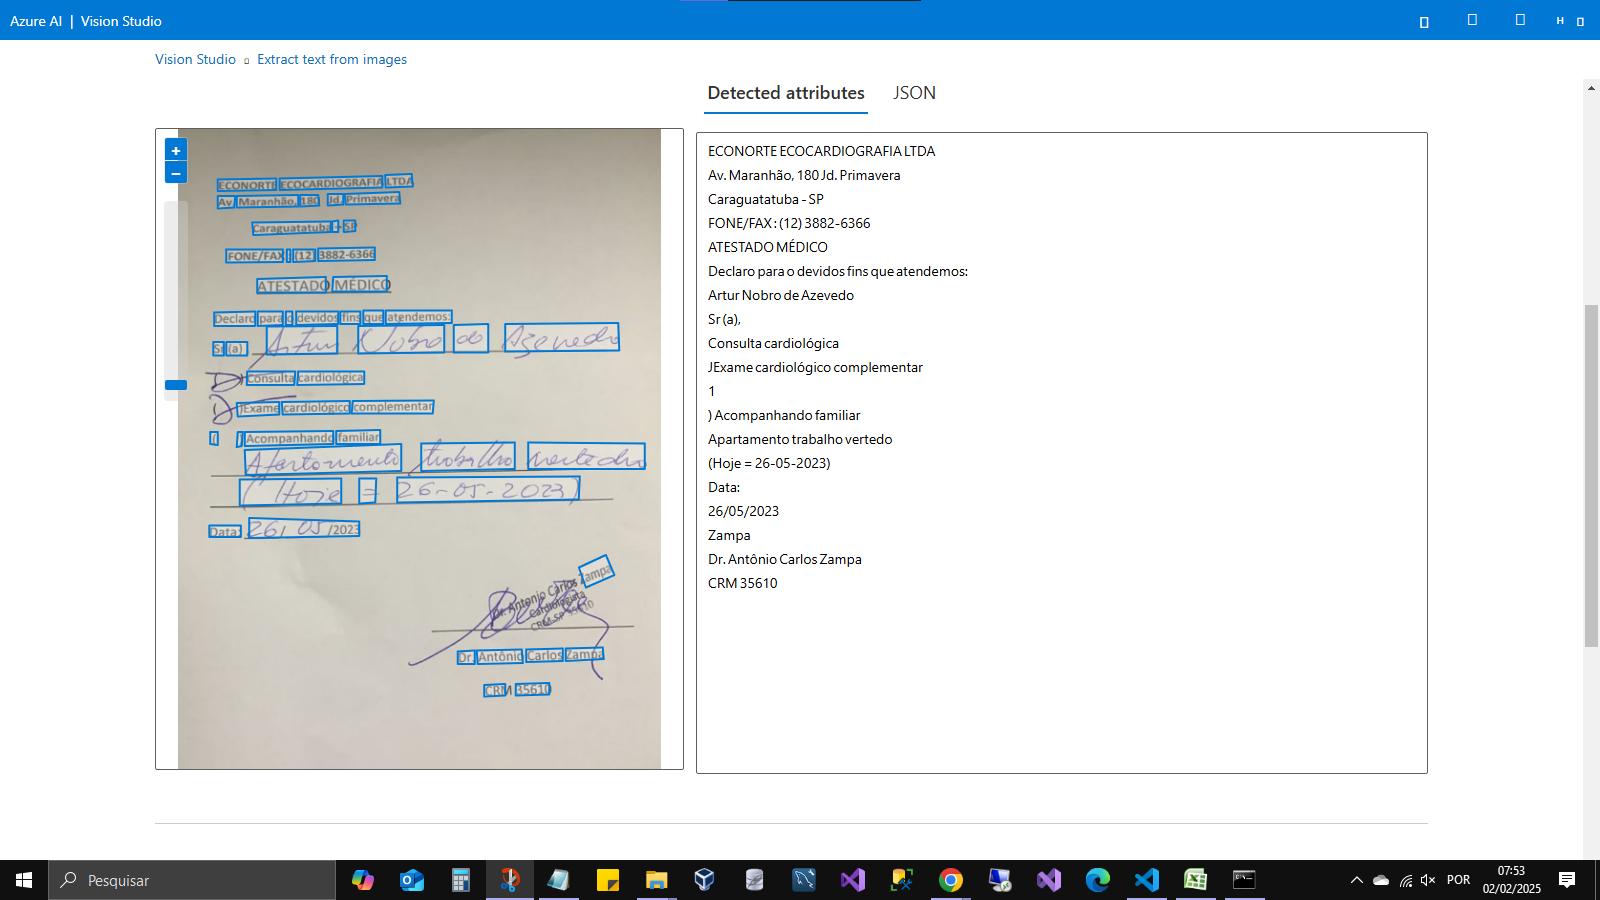 Azure AI | Vision Studio
H
Vision Studio Extract text from images
Detected attributes JSON
+
−
ECONORTE ECOCARDIOGRAFIA LTDA
Av. Maranhão, 180 Jd. Primavera
Caraguatatuba - SP
FONE/FAX : (12) 3882-6366
ATESTADO MÉDICO
Declaro para o devidos fins que atendemos:
Sr (a) Artur Nobro de Azevedo
) Consulta cardiológica
)Exame cardiológico complementar
( ) Acompanhando familiar
trabalho
( Hoje = 26-05-2023)
Data: 26/ 05 /2023
Dr. Antonio Carlos Zampa
Cardiologista
CRM-SP 35610
Dr. Antônio Carlos Zampa
CRM 35610
ECONORTE ECOCARDIOGRAFIA LTDA
Av. Maranhão, 180 Jd. Primavera
Caraguatatuba - SP
FONE/FAX : (12) 3882-6366
ATESTADO MÉDICO
Declaro para o devidos fins que atendemos:
Artur Nobro de Azevedo
Sr (a),
Consulta cardiológica
JExame cardiológico complementar
1
) Acompanhando familiar
Apartamento trabalho vertedo
(Hoje = 26-05-2023)
Data:
26/05/2023
Zampa
Dr. Antônio Carlos Zampa
CRM 35610
Pesquisar
POR
07:53
02/02/2025